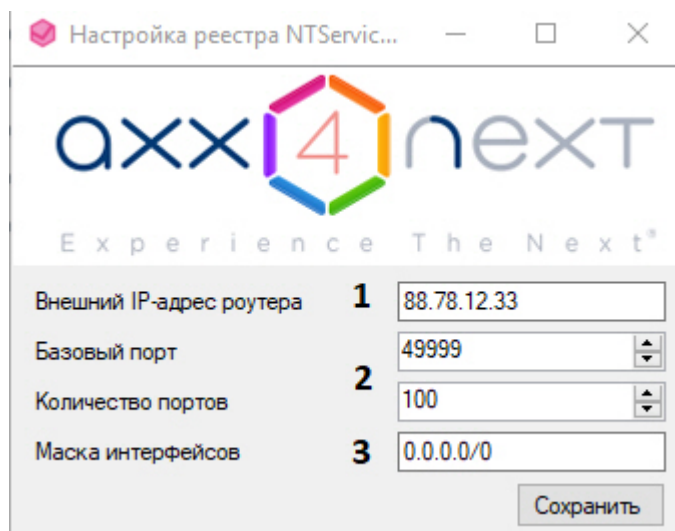 Настройка реестра NTServic...
axx 4 next
Experience The Next®
Внешний IP-адрес роутера 1 88.78.12.33
Базовый порт 49999
2
Количество портов 100
Маска интерфейсов 3 0.0.0.0/0
Сохранить